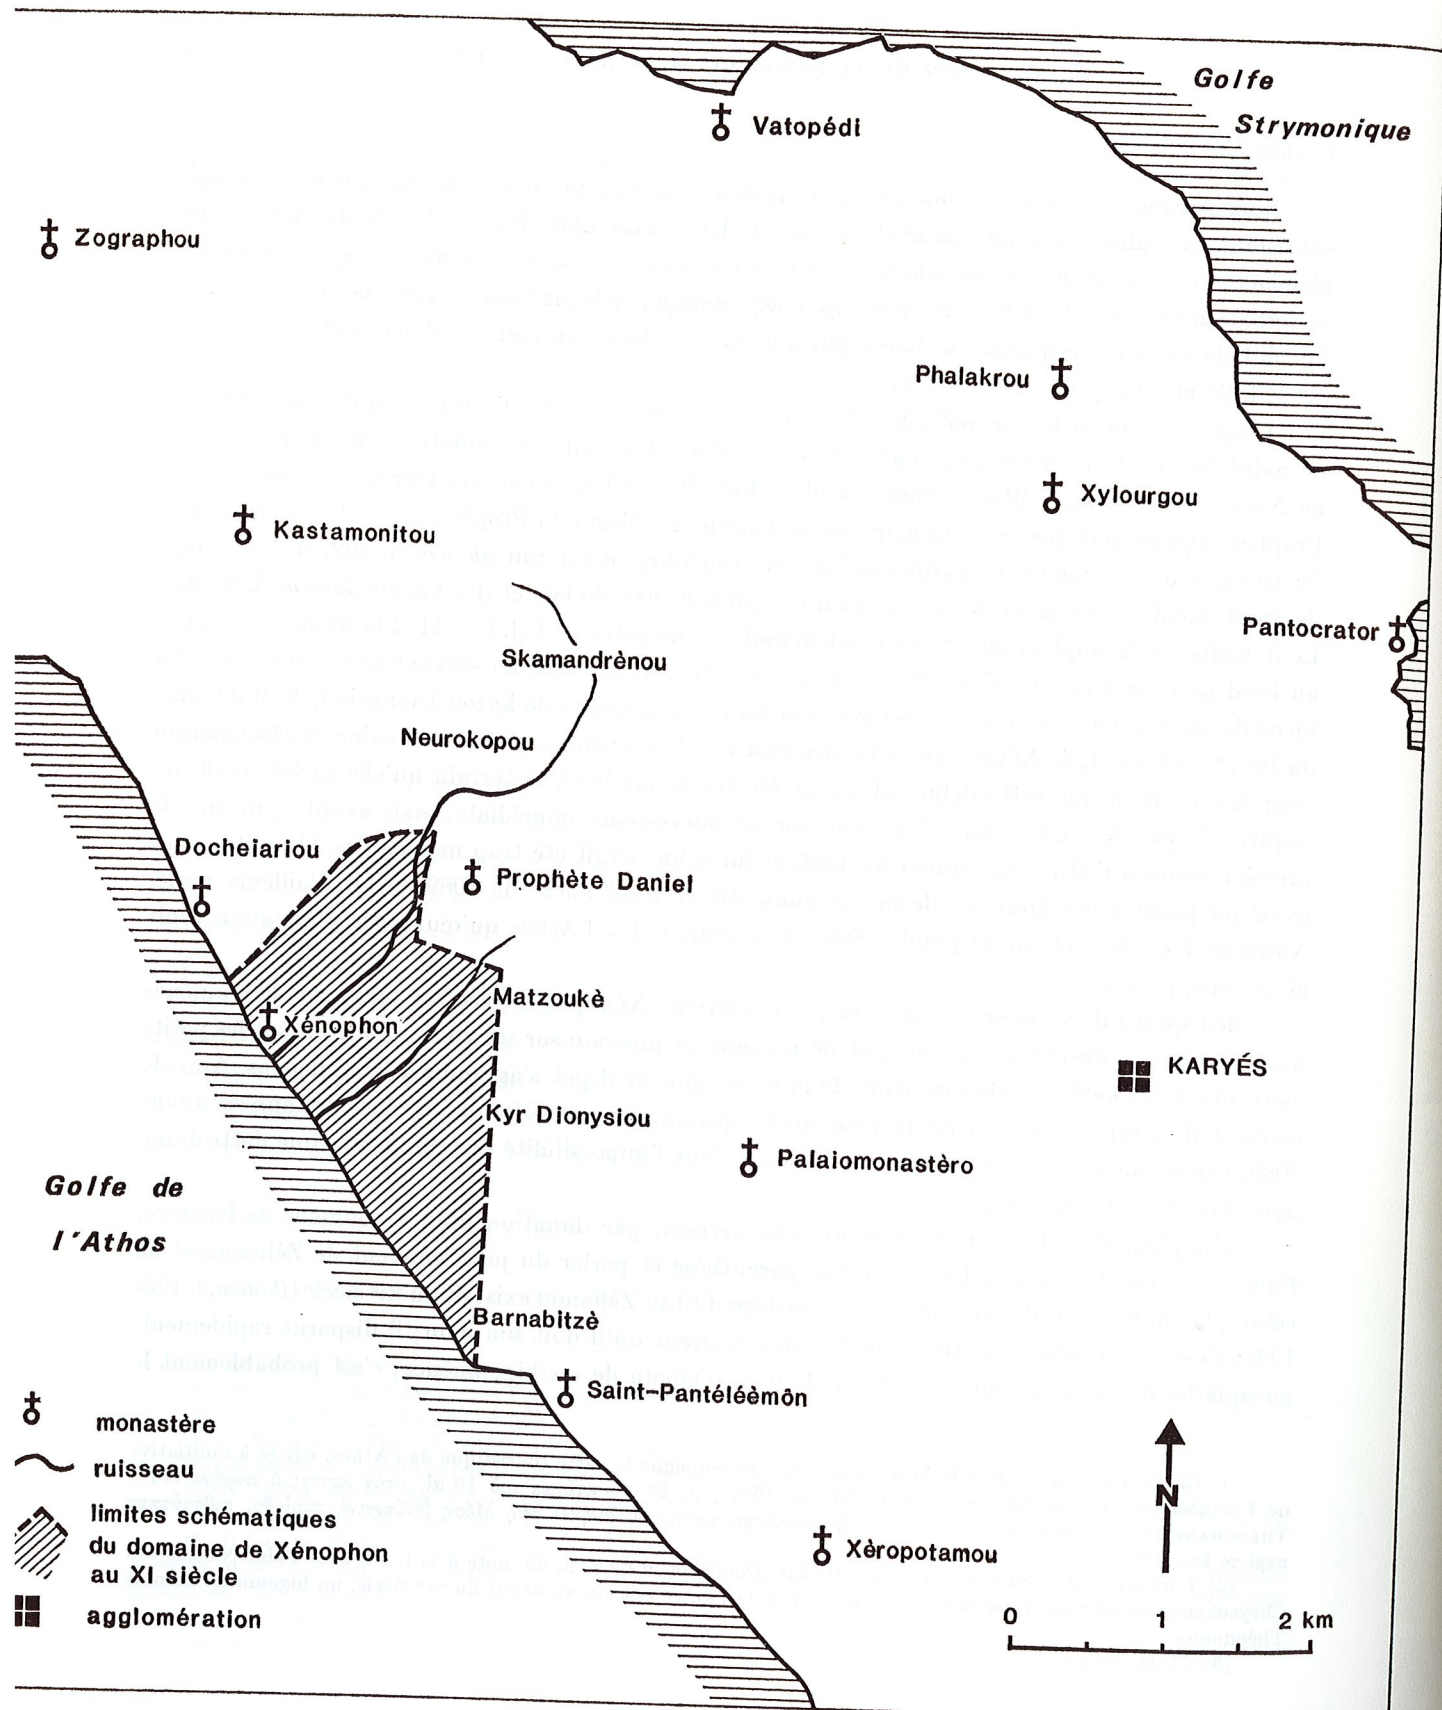 Golfe
Strymonique
Vatopédi
Zographou
Phalakrou
Xylourgou
Kastamonitou
Pantocrator
Skamandrènou
Neurokopou
Docheiariou
Prophète Daniel
Matzoukè
Xénophon
KARYÉS
Kyr Dionysiou
Palaiomonastèro
Golfe de
l'Athos
Barnabitzè
Saint-Pantéléèmôn
monastère
ruisseau
limites schématiques
du domaine de Xénophon
au XI siècle
agglomération
Xèropotamou
N
0 1 2 km